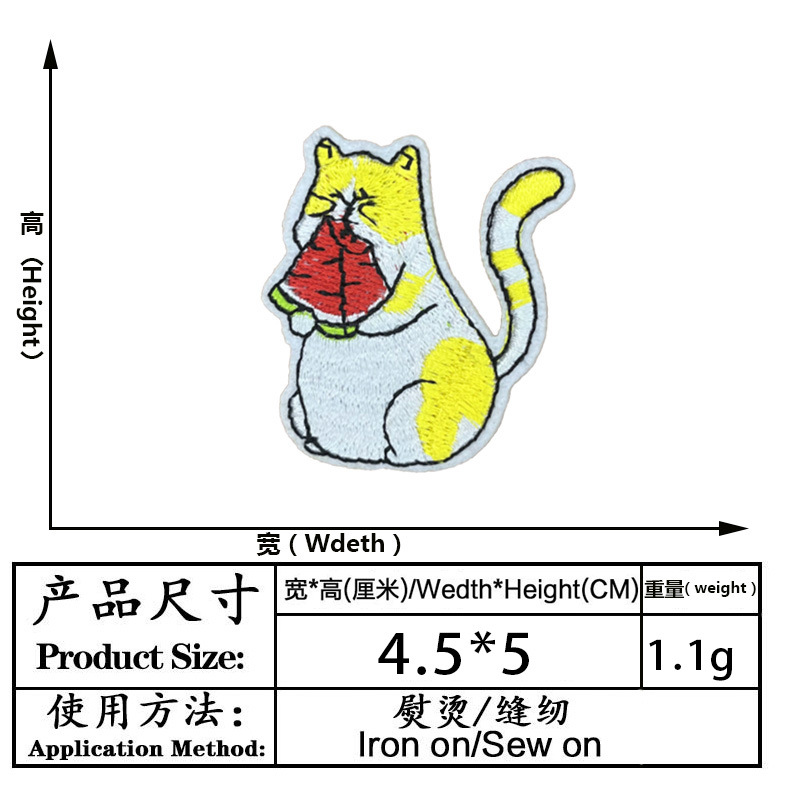 高(Height)
宽(Wdeth)
产品尺寸
Product Size:
宽*高(厘米)/Wedth*Height(CM)
重量(weight)
4.5*5
1.1g
使用方法:
Application Method:
熨烫/缝纫
Iron on/Sew on